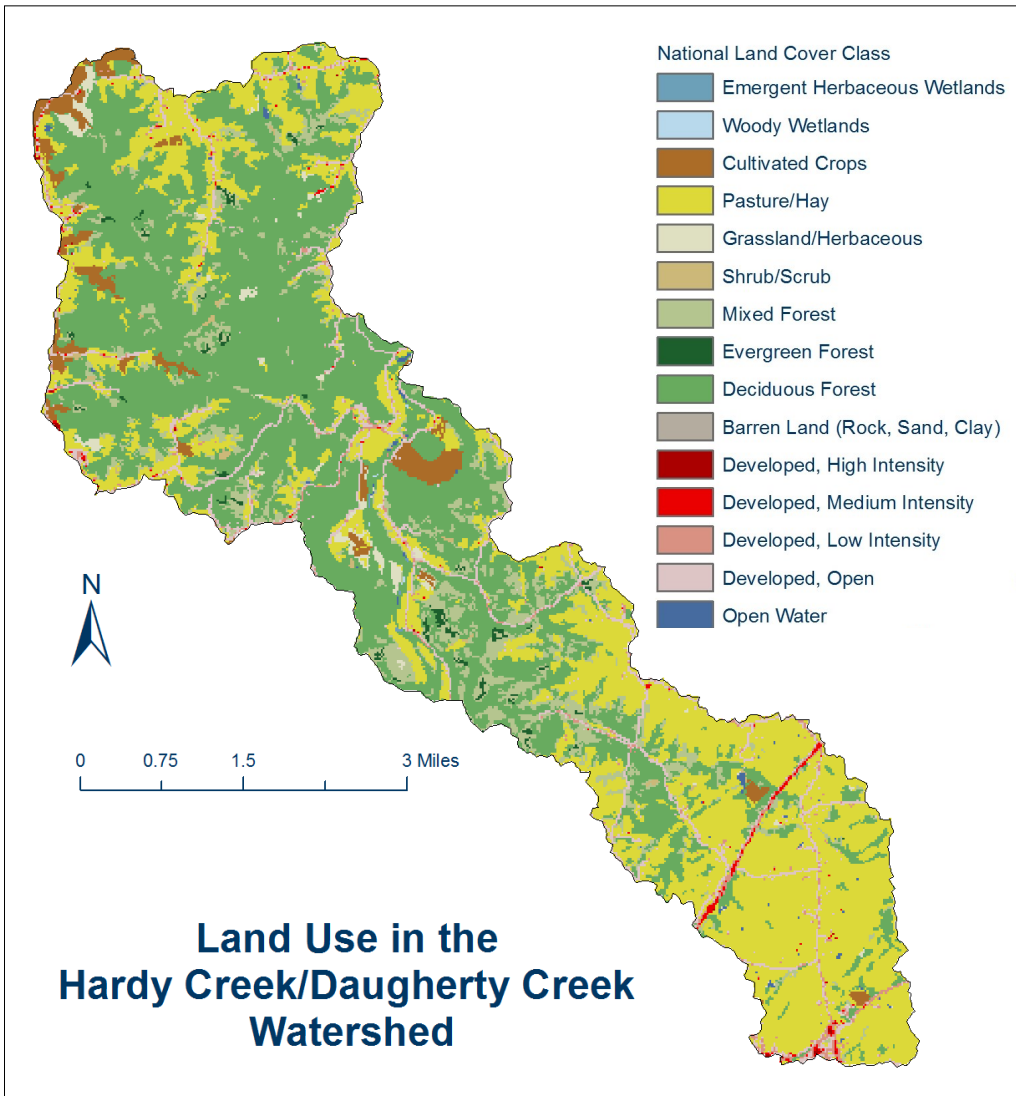 National Land Cover Class
Emergent Herbaceous Wetlands
Woody Wetlands
Cultivated Crops
Pasture/Hay
Grassland/Herbaceous
Shrub/Scrub
Mixed Forest
Evergreen Forest
Deciduous Forest
Barren Land (Rock, Sand, Clay)
Developed, High Intensity
Developed, Medium Intensity
Developed, Low Intensity
Developed, Open
Open Water
N
0 0.75 1.5 3 Miles
Land Use in the
Hardy Creek/Daugherty Creek
Watershed